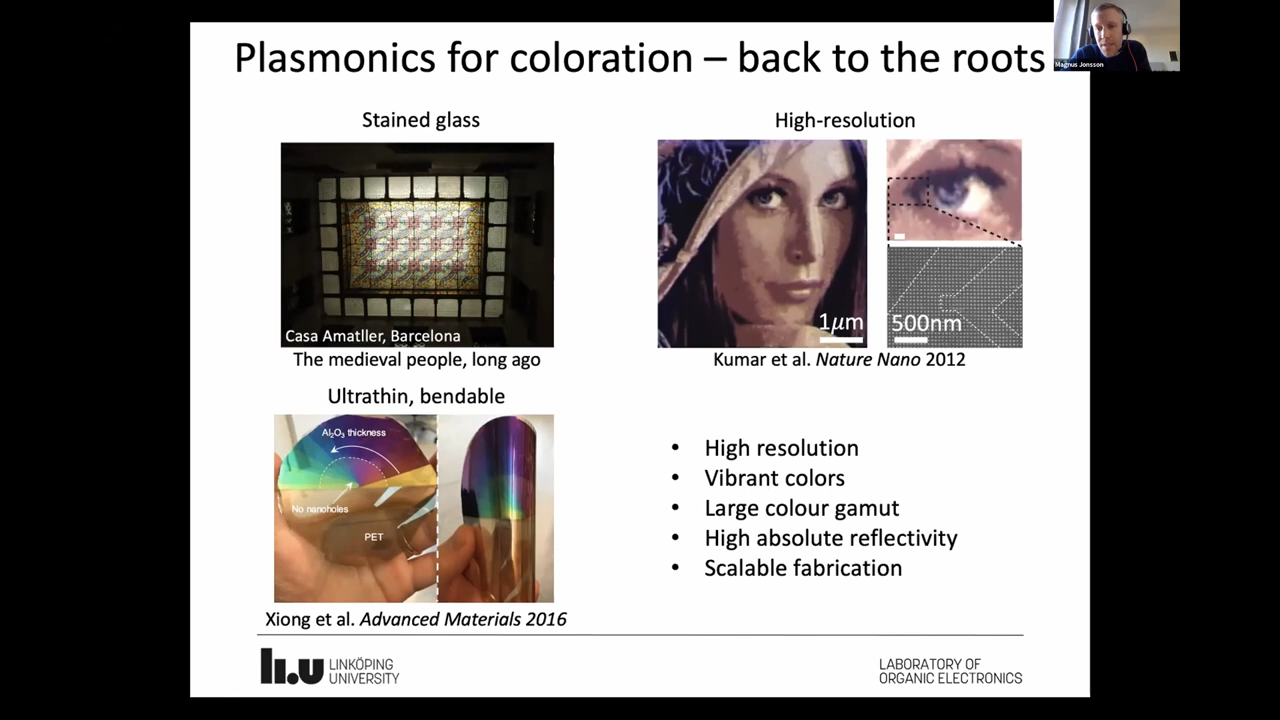 Plasmonics for coloration – back to the roots
Magnus Jonsson
Stained glass
Casa Amatller, Barcelona
The medieval people, long ago
High-resolution
1μm
500nm
Kumar et al. Nature Nano 2012
Ultrathin, bendable
Al₂O₃ thickness
No nanoholes
PET
Xiong et al. Advanced Materials 2016
• High resolution
• Vibrant colors
• Large colour gamut
• High absolute reflectivity
• Scalable fabrication
li.u LINKÖPING
UNIVERSITY
LABORATORY OF
ORGANIC ELECTRONICS